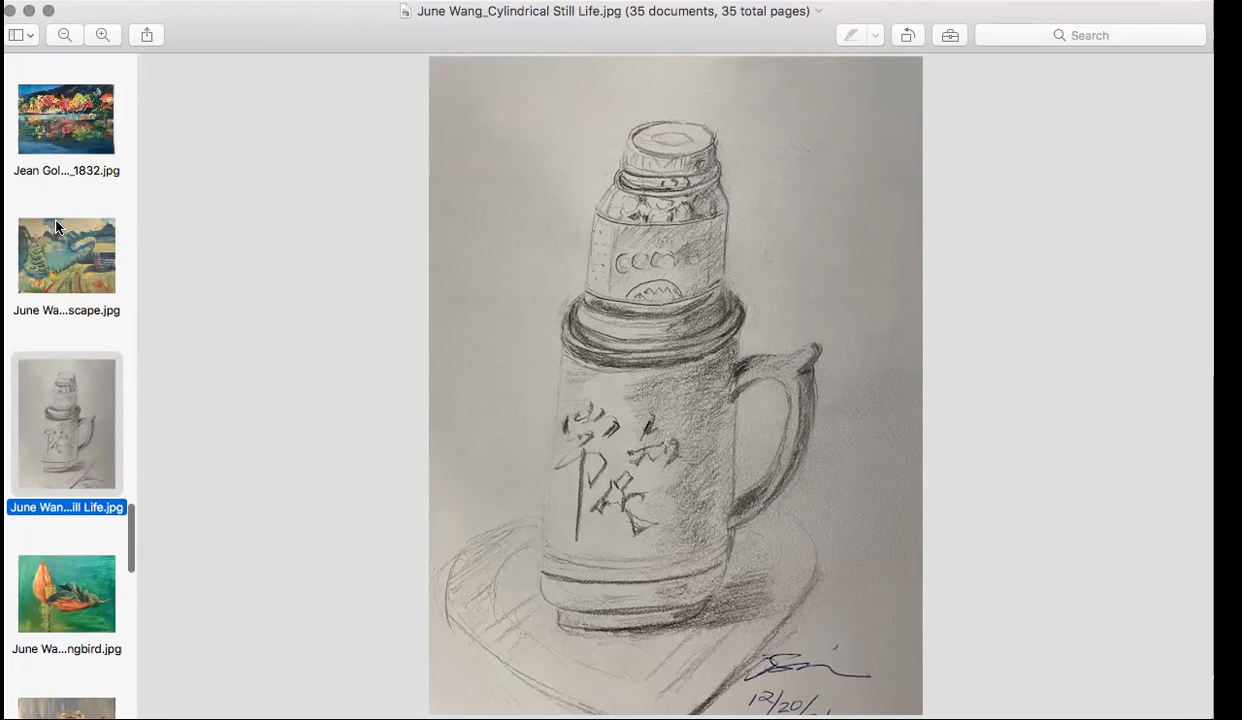 June Wang_Cylindrical Still Life.jpg (35 documents, 35 total pages)
Search
Jean Gol..._1832.jpg
June Wa...scape.jpg
June Wan...ill Life.jpg
June Wa...ngbird.jpg
12/20/